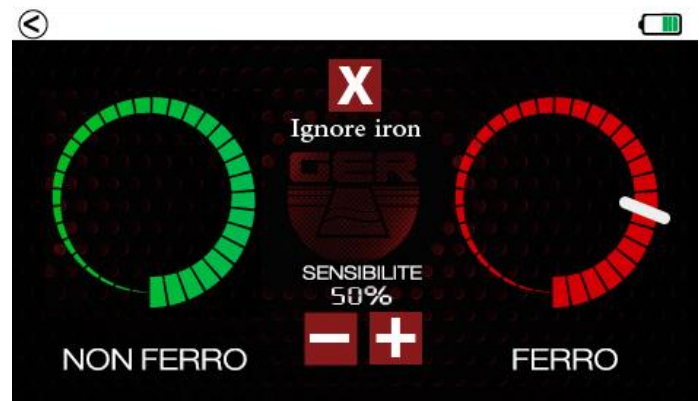 X
Ignore iron
GER
SENSIBILITE
50%
NON FERRO
FERRO